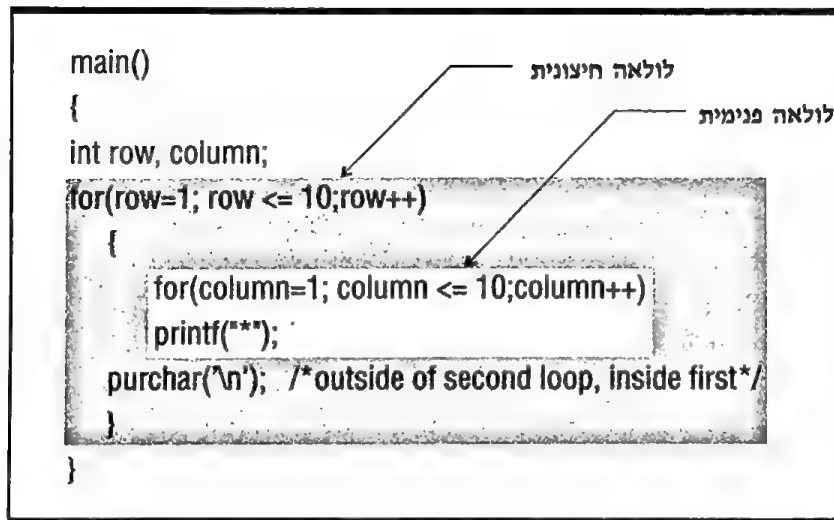 main()
לולאה חיצונית
{
לולאה פנימית
int row, column;
for(row=1; row <= 10;row++)
{
for(column=1; column <= 10;column++)
printf("*");
purchar('\n'); /*outside of second loop, inside first*/
}
}